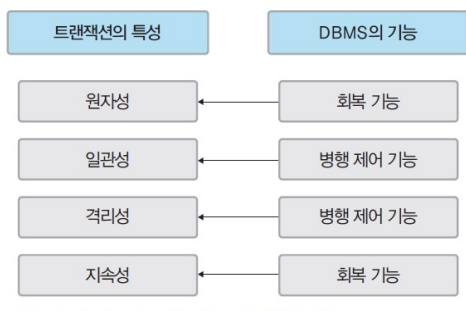 트랜잭션의 특성 DBMS의 기능
원자성 회복 기능
일관성 병행 제어 기능
격리성 병행 제어 기능
지속성 회복 기능